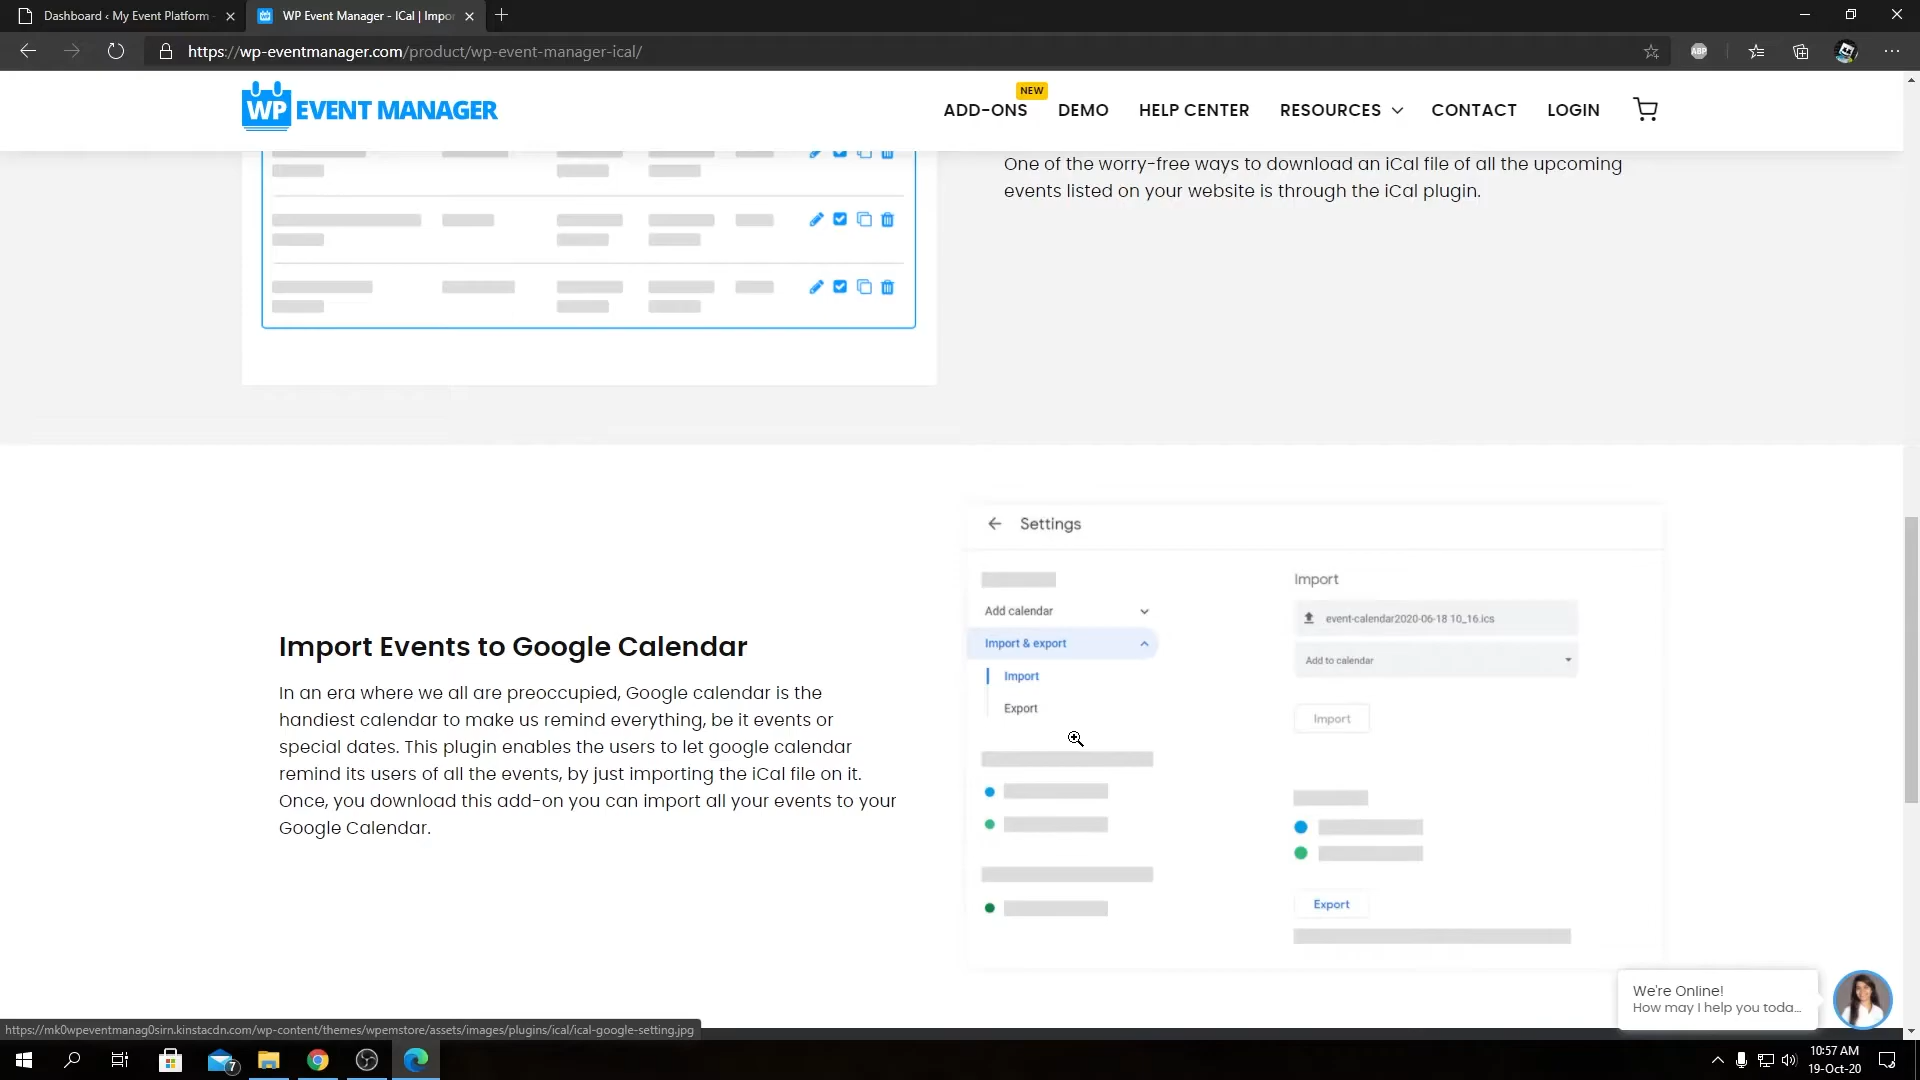 Dashboard ‹ My Event Platform
WP Event Manager - ICal | Impor
https://wp-eventmanager.com/product/wp-event-manager-ical/
ABP
WP EVENT MANAGER
NEW
ADD-ONS
DEMO
HELP CENTER
RESOURCES
CONTACT
LOGIN
One of the worry-free ways to download an iCal file of all the upcoming
events listed on your website is through the iCal plugin.
Import Events to Google Calendar
In an era where we all are preoccupied, Google calendar is the
handiest calendar to make us remind everything, be it events or
special dates. This plugin enables the users to let google calendar
remind its users of all the events, by just importing the iCal file on it.
Once, you download this add-on you can import all your events to your
Google Calendar.
Settings
Add calendar
Import & export
Import
Export
Import
event-calendar2020-06-18 10_16.ics
Add to calendar
Import
Export
We're Online!
How may I help you toda...
https://mk0wpeventmanag0sirn.kinstacdn.com/wp-content/themes/wpemstore/assets/images/plugins/ical/ical-google-setting.jpg
7
10:57 AM
19-Oct-20